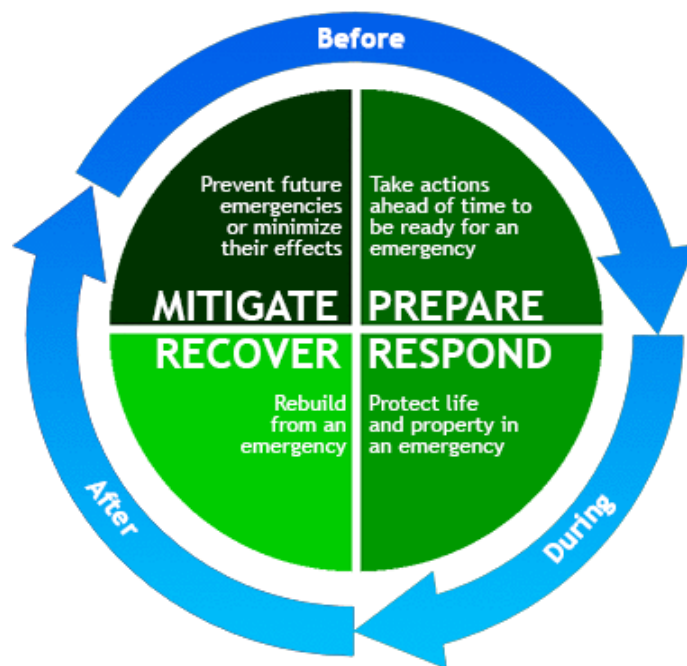 Before
Prevent future
emergencies
or minimize
their effects
MITIGATE
Take actions
ahead of time to
be ready for an
emergency
PREPARE
RECOVER
Rebuild
from an
emergency
RESPOND
Protect life
and property in
an emergency
After
During